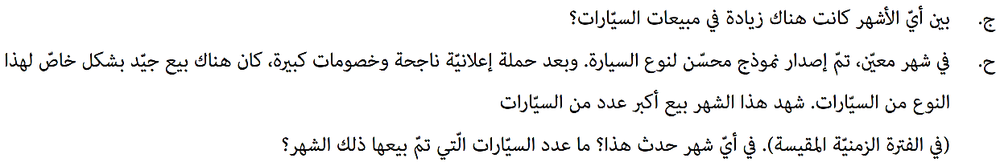 ج. بين أيّ الأشهر كانت هناك زيادة في مبيعات السيّارات؟
ح. في شهر معيّن، تمّ إصدار نموذج محسّن لنوع السيارة. وبعد حملة إعلانيّة ناجحة وخصومات كبيرة، كان هناك بيع جيّد بشكل خاصّ لهذا
النوع من السيّارات. شهد هذا الشهر بيع أكبر عدد من السيّارات
(في الفترة الزمنيّة المقيسة). في أيّ شهر حدث هذا؟ ما عدد السيّارات الّتي تمّ بيعها ذلك الشهر؟